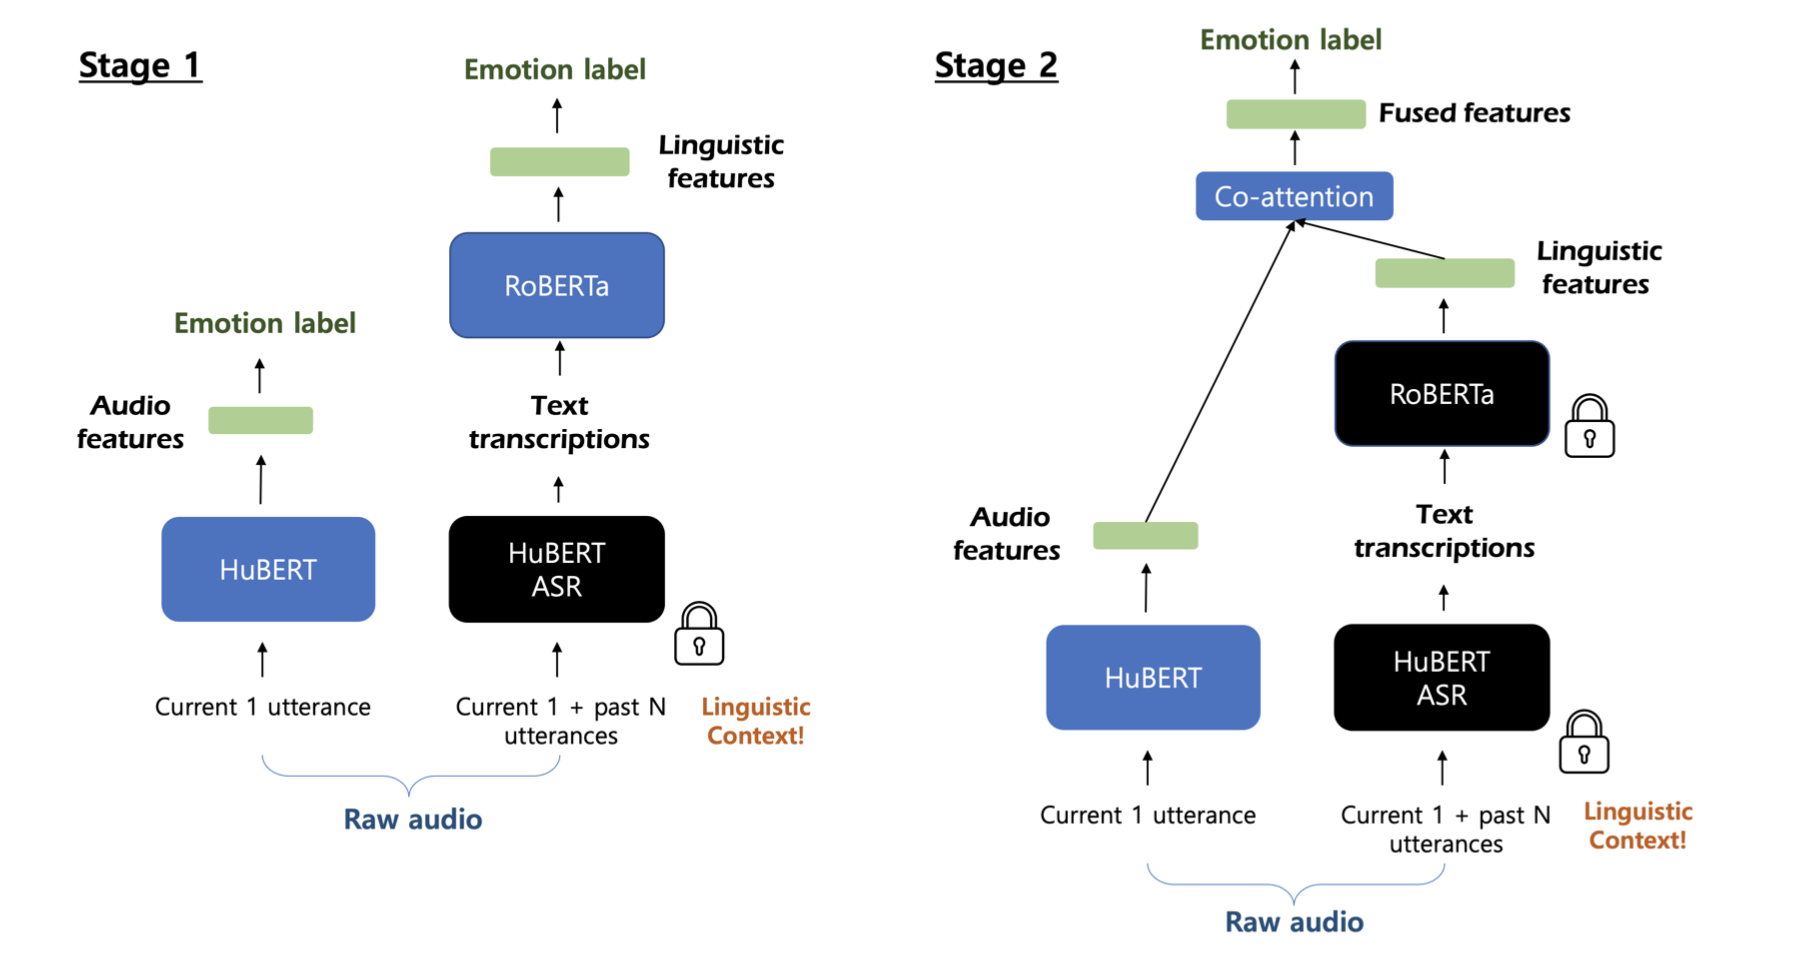 Stage 1
Emotion label
Linguistic
features
RoBERTa
Emotion label
Audio
features
Text
transcriptions
HuBERT
HuBERT
ASR
Current 1 utterance
Current 1 + past N
utterances
Linguistic
Context!
Raw audio
Stage 2
Emotion label
Fused features
Co-attention
Linguistic
features
RoBERTa
Text
transcriptions
Audio
features
HuBERT
HuBERT
ASR
Current 1 utterance
Current 1 + past N
utterances
Linguistic
Context!
Raw audio